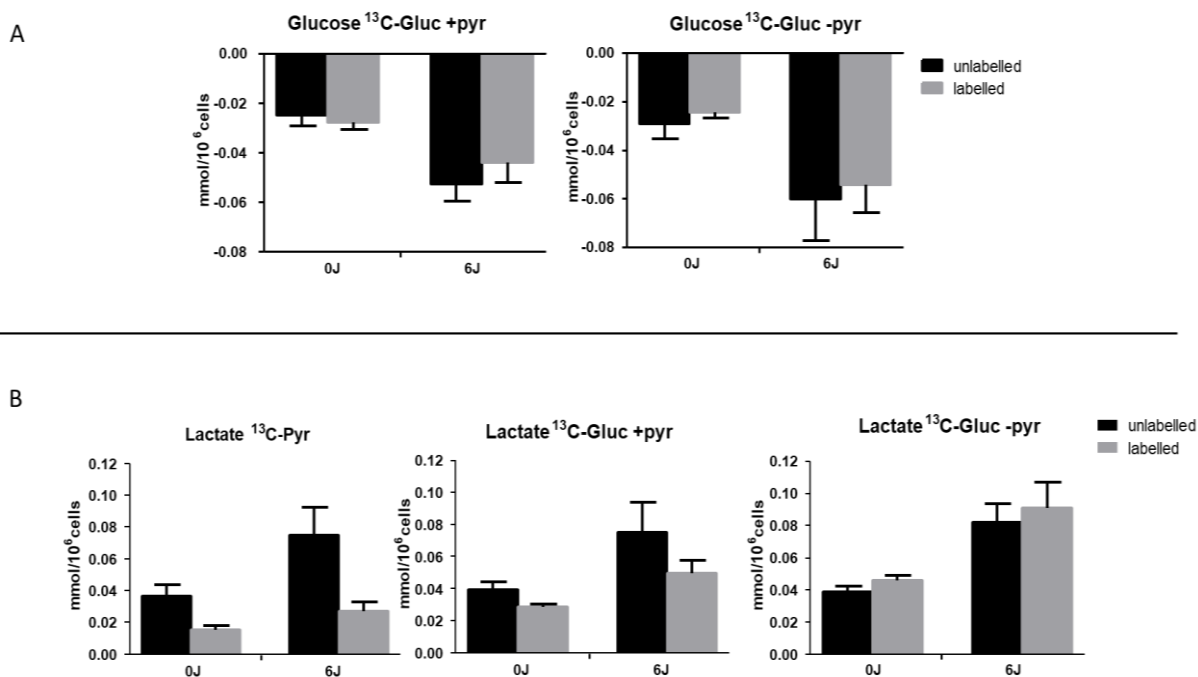 A
Glucose ¹³C-Gluc +pyr
0.00
-0.02
-0.04
-0.06
-0.08
mmol/10⁶cells
0J
6J
Glucose ¹³C-Gluc -pyr
0.00
-0.02
-0.04
-0.06
-0.08
mmol/10⁶cells
0J
6J
unlabelled
labelled
B
Lactate ¹³C-Pyr
0.12
0.10
0.08
0.06
0.04
0.02
0.00
mmol/10⁶cells
0J
6J
Lactate ¹³C-Gluc +pyr
0.12
0.10
0.08
0.06
0.04
0.02
0.00
mmol/10⁶cells
0J
6J
Lactate ¹³C-Gluc -pyr
0.12
0.10
0.08
0.06
0.04
0.02
0.00
mmol/10⁶cells
0J
6J
unlabelled
labelled